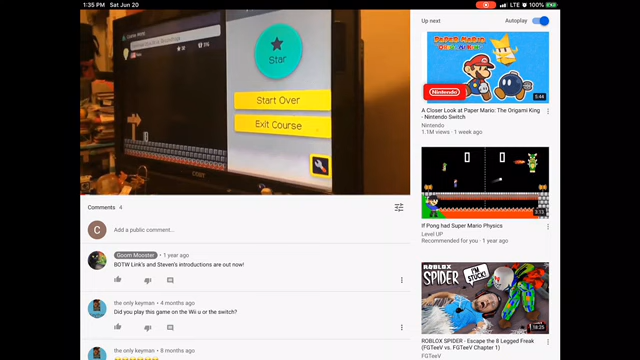 1:35 PM Sat Jun 20
LTE 100%
Star
Start Over
Exit Course
Up next
Autoplay
PAPER MARIO
Nintendo
5:44
A Closer Look at Paper Mario: The Origami King
- Nintendo Switch
Nintendo
1.1M views • 1 week ago
0 0
3:13
If Pong had Super Mario Physics
Level UP
Recommended for you • 1 year ago
ROBLOX
SPIDER
I'M STUCK!
18:25
ROBLOX SPIDER - Escape the 8 Legged Freak
(FGTeeV vs. FGTeeV Chapter 1)
FGTeeV
Comments 4
C
Add a public comment...
Goom Mooster • 1 year ago
BOTW Link's and Steven's introductions are out now!
the only keyman • 4 months ago
Did you play this game on the Wii u or the switch?
the only keyman • 8 months ago